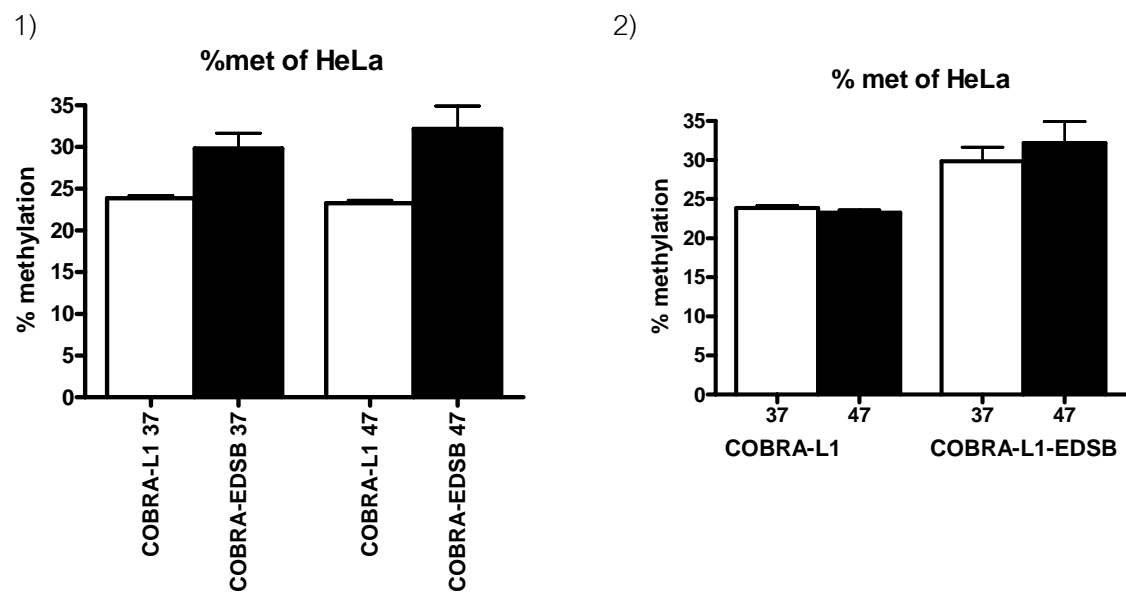 1)
%met of HeLa
% methylation
35
30
25
20
15
10
5
0
COBRA-L1 37
COBRA-EDSB 37
COBRA-L1 47
COBRA-EDSB 47
2)
% met of HeLa
% methylation
35
30
25
20
15
10
5
0
37 47 37 47
COBRA-L1 COBRA-L1-EDSB